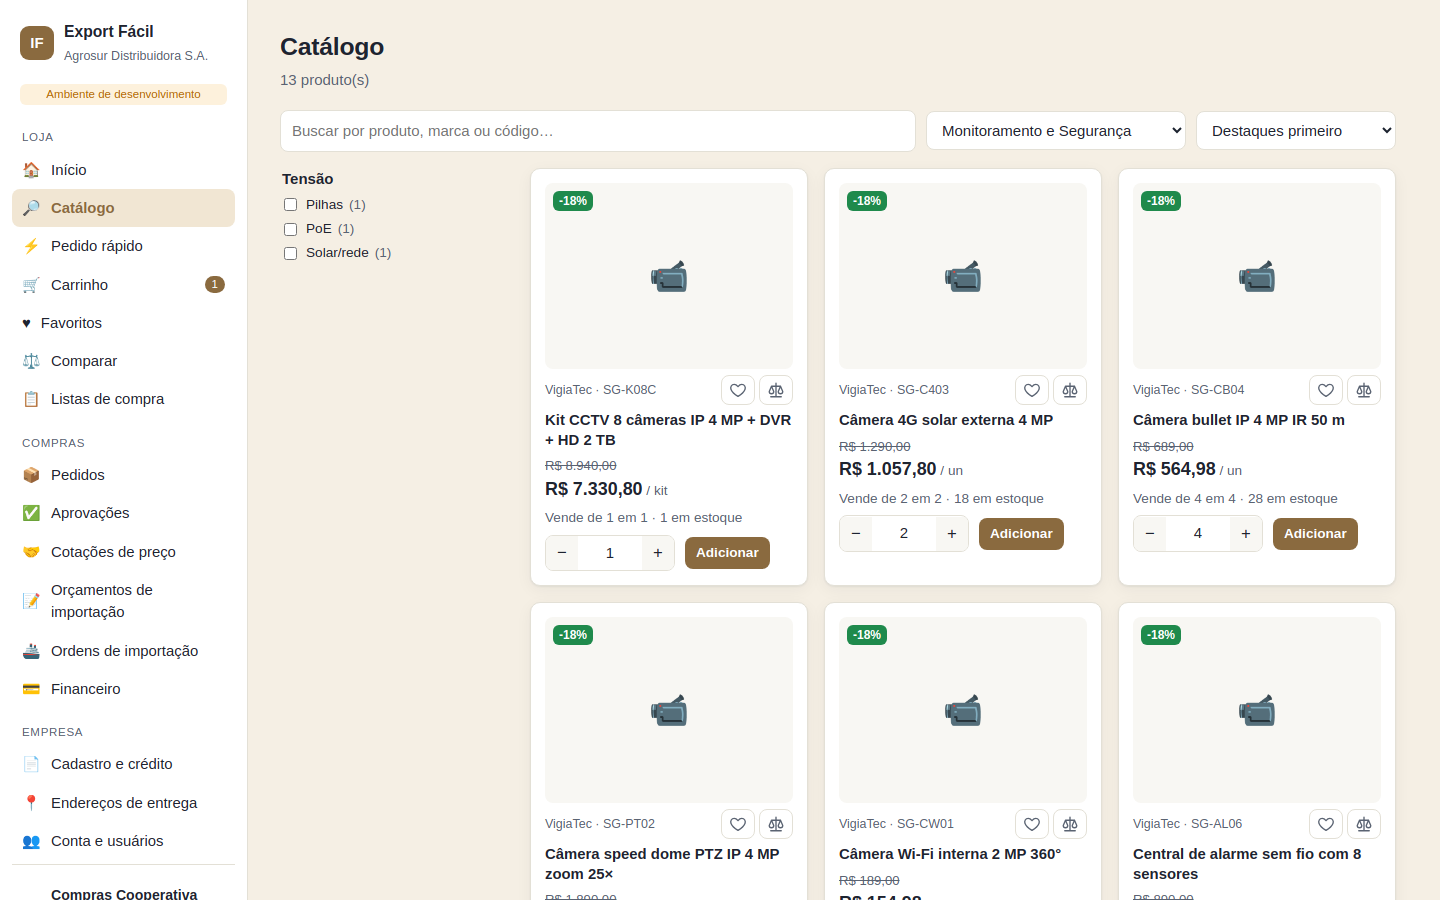 IF
Export Fácil
Agrosur Distribuidora S.A.
Ambiente de desenvolvimento
LOJA
Início
Catálogo
Pedido rápido
Carrinho 1
Favoritos
Comparar
Listas de compra
COMPRAS
Pedidos
Aprovações
Cotações de preço
Orçamentos de
importação
Ordens de importação
Financeiro
EMPRESA
Cadastro e crédito
Endereços de entrega
Conta e usuários
Compras Cooperativa
Catálogo
13 produto(s)
Buscar por produto, marca ou código…
Monitoramento e Segurança
Destaques primeiro
Tensão
Pilhas (1)
PoE (1)
Solar/rede (1)
-18%
VigiaTec · SG-K08C
Kit CCTV 8 câmeras IP 4 MP + DVR
+ HD 2 TB
R$ 8.940,00
R$ 7.330,80 / kit
Vende de 1 em 1 · 1 em estoque
− 1 + Adicionar
-18%
VigiaTec · SG-C403
Câmera 4G solar externa 4 MP
R$ 1.290,00
R$ 1.057,80 / un
Vende de 2 em 2 · 18 em estoque
− 2 + Adicionar
-18%
VigiaTec · SG-CB04
Câmera bullet IP 4 MP IR 50 m
R$ 689,00
R$ 564,98 / un
Vende de 4 em 4 · 28 em estoque
− 4 + Adicionar
-18%
VigiaTec · SG-PT02
Câmera speed dome PTZ IP 4 MP
zoom 25×
R$ 1.890,00
-18%
VigiaTec · SG-CW01
Câmera Wi-Fi interna 2 MP 360°
R$ 189,00
R$ 154,98
-18%
VigiaTec · SG-AL06
Central de alarme sem fio com 8
sensores
R$ 890,00